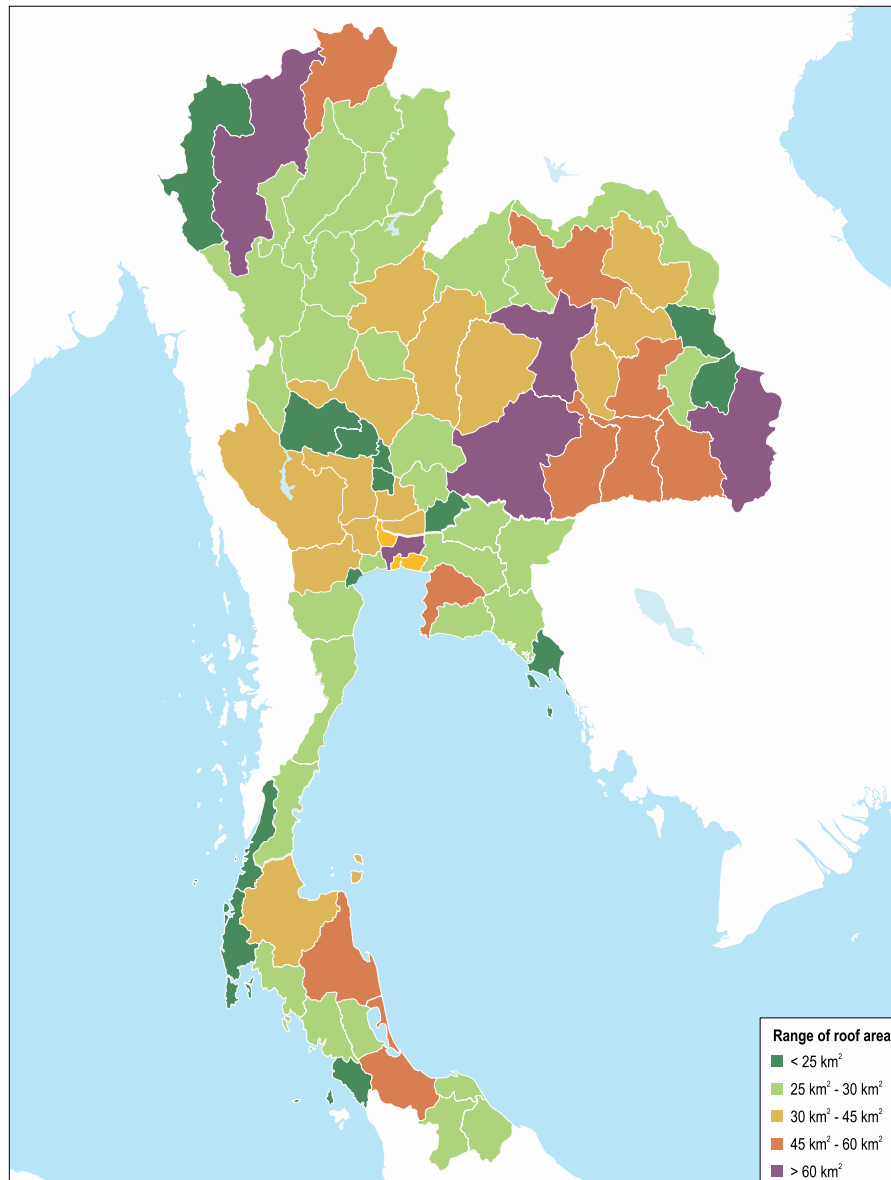 Range of roof area
< 25 km²
25 km² - 30 km²
30 km² - 45 km²
45 km² - 60 km²
> 60 km²